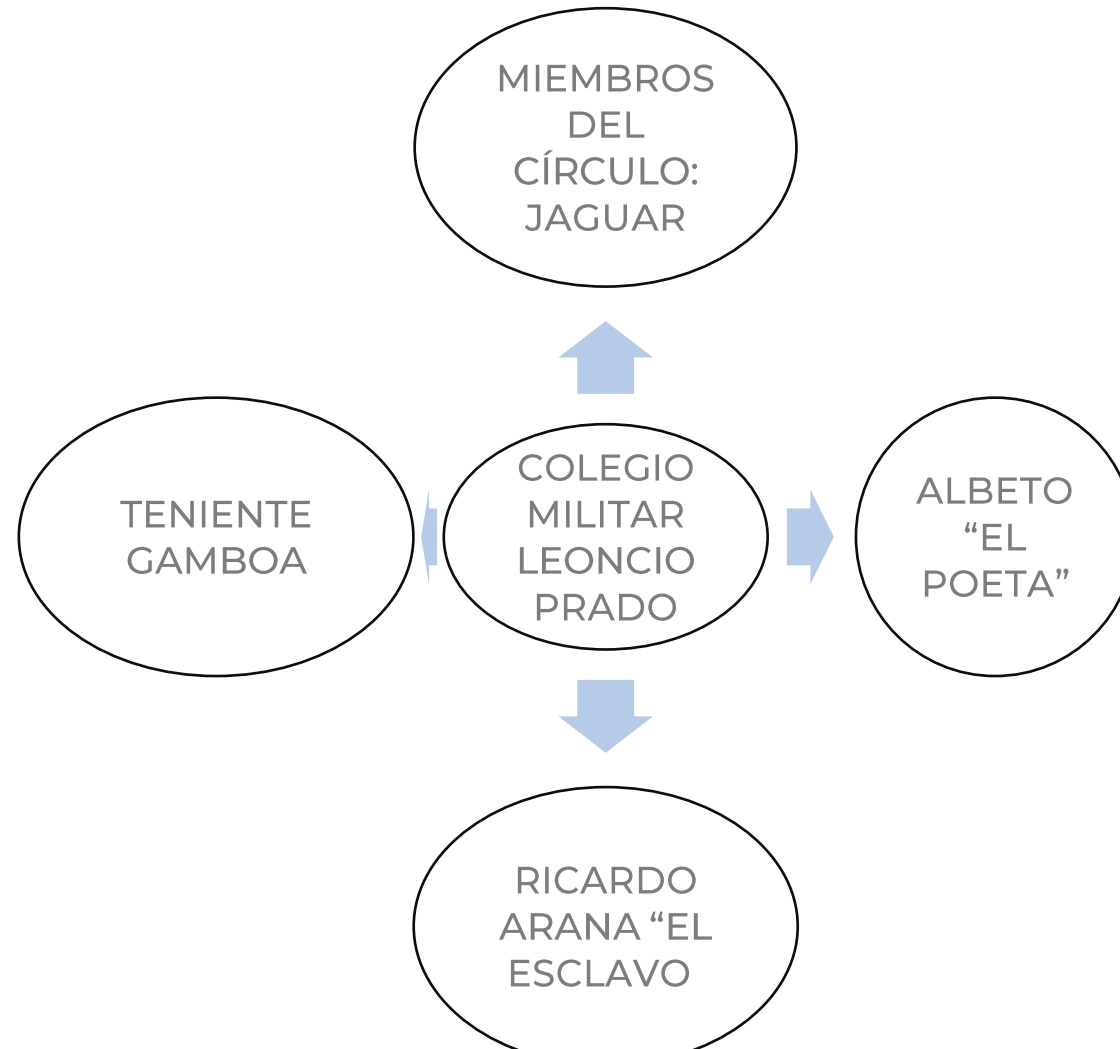 MIEMBROS
DEL
CÍRCULO:
JAGUAR
TENIENTE
GAMBOA
COLEGIO
MILITAR
LEONCIO
PRADO
ALBETO
“EL
POETA”
RICARDO
ARANA “EL
ESCLAVO